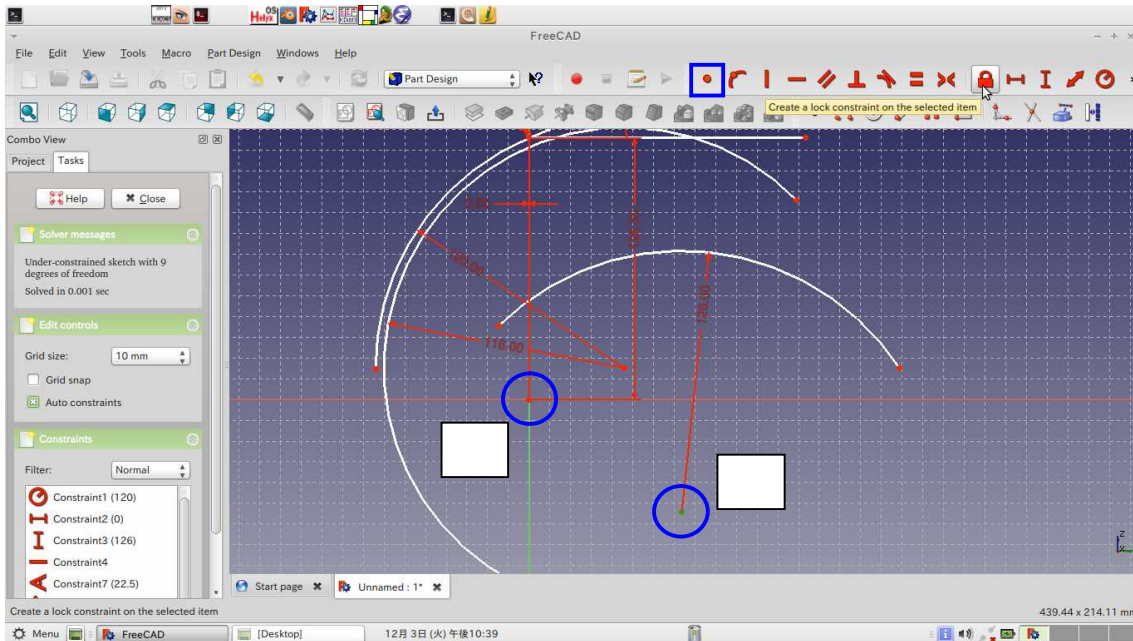 FreeCAD
File Edit View Tools Macro Part Design Windows Help
Part Design
Create a lock constraint on the selected item
Combo View
Project Tasks
Help Close
Solver messages
Under-constrained sketch with 9
degrees of freedom
Solved in 0.001 sec
Edit controls
Grid size: 10 mm
Grid snap
Auto constraints
Constraints
Filter: Normal
Constraint1 (120)
Constraint2 (0)
Constraint3 (126)
Constraint4
Constraint7 (22.5)
120.00
116.00
120.00
Start page Unnamed : 1*
Create a lock constraint on the selected item
439.44 x 214.11 mm
Menu FreeCAD [Desktop] 12月 3日 (火) 午後10:39